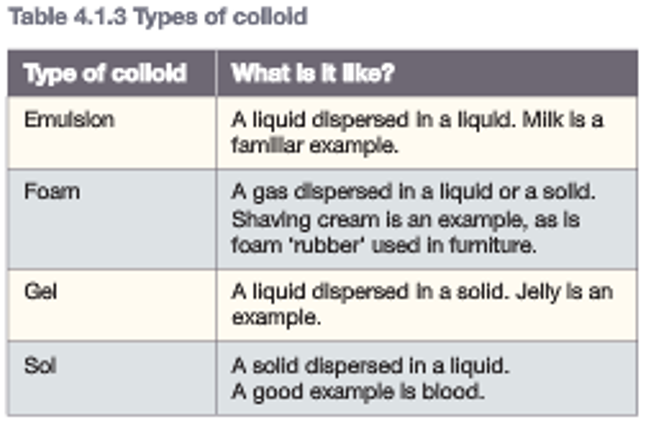 Table 4.1.3 Types of colloid
Type of colloid What is it like?
Emulsion A liquid dispersed in a liquid. Milk is a
familiar example.
Foam A gas dispersed in a liquid or a solid.
Shaving cream is an example, as is
foam 'rubber' used in furniture.
Gel A liquid dispersed in a solid. Jelly is an
example.
Sol A solid dispersed in a liquid.
A good example is blood.